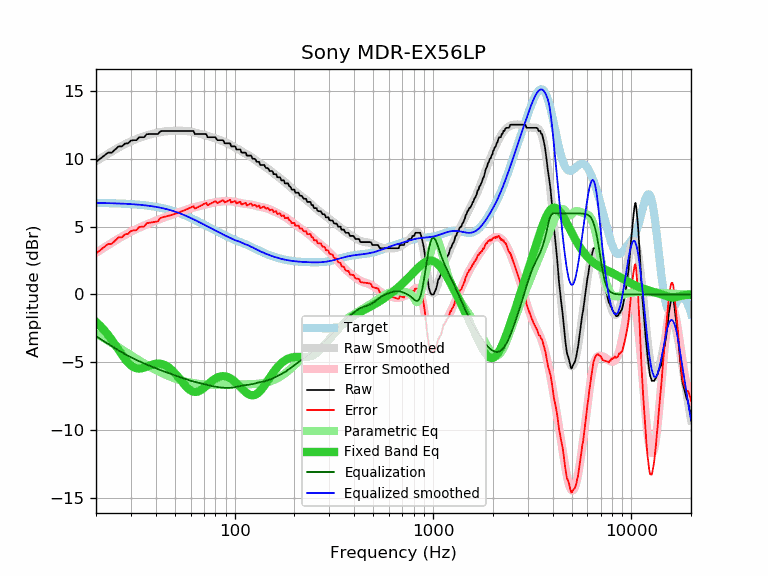 Sony MDR-EX56LP
15
10
5
0
−5
−10
−15
Amplitude (dBr)
Target
Raw Smoothed
Error Smoothed
Raw
Error
Parametric Eq
Fixed Band Eq
Equalization
Equalized smoothed
100
1000
10000
Frequency (Hz)